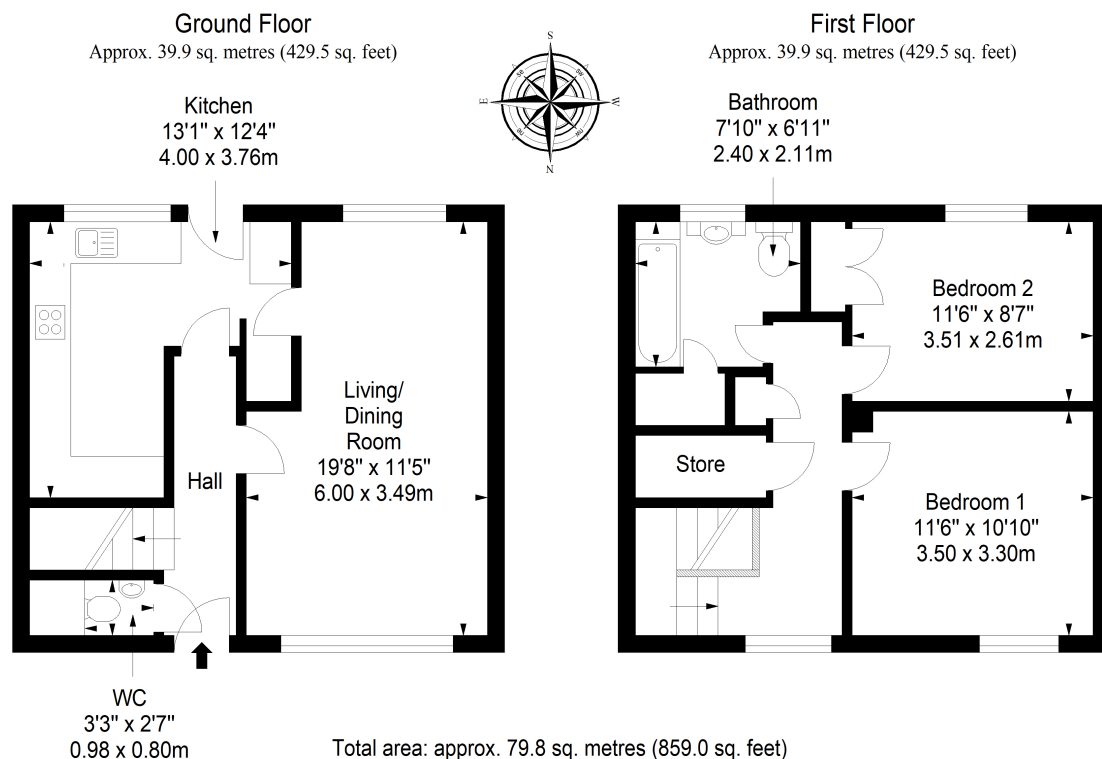 Ground Floor
Approx. 39.9 sq. metres (429.5 sq. feet)
First Floor
Approx. 39.9 sq. metres (429.5 sq. feet)
S
se
sw
E
W
ne
nw
N
Kitchen
13'1" x 12'4"
4.00 x 3.76m
Bathroom
7'10" x 6'11"
2.40 x 2.11m
Living/
Dining
Room
19'8" x 11'5"
6.00 x 3.49m
Hall
Bedroom 2
11'6" x 8'7"
3.51 x 2.61m
Store
Bedroom 1
11'6" x 10'10"
3.50 x 3.30m
WC
3'3" x 2'7"
0.98 x 0.80m
Total area: approx. 79.8 sq. metres (859.0 sq. feet)